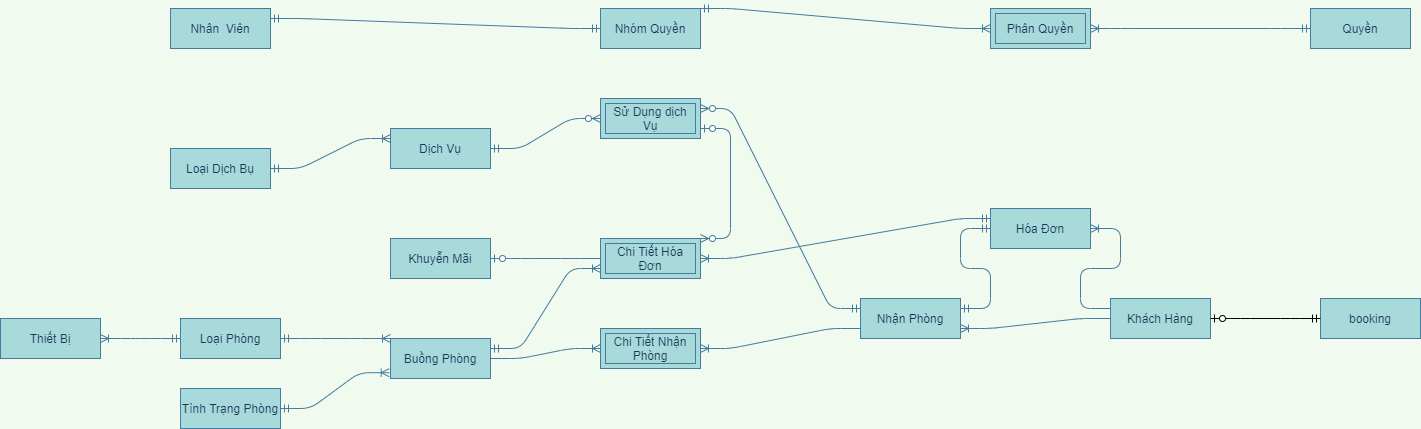 Nhân Viên
Nhóm Quyền
Phân Quyền
Quyền
Sử Dụng dịch
Vụ
Dịch Vụ
Loại Dịch Bụ
Hóa Đơn
Khuyễn Mãi
Chi Tiết Hóa
Đơn
Nhận Phòng
Khách Hàng
booking
Thiết Bị
Loại Phòng
Buồng Phòng
Chi Tiết Nhận
Phòng
Tình Trạng Phòng